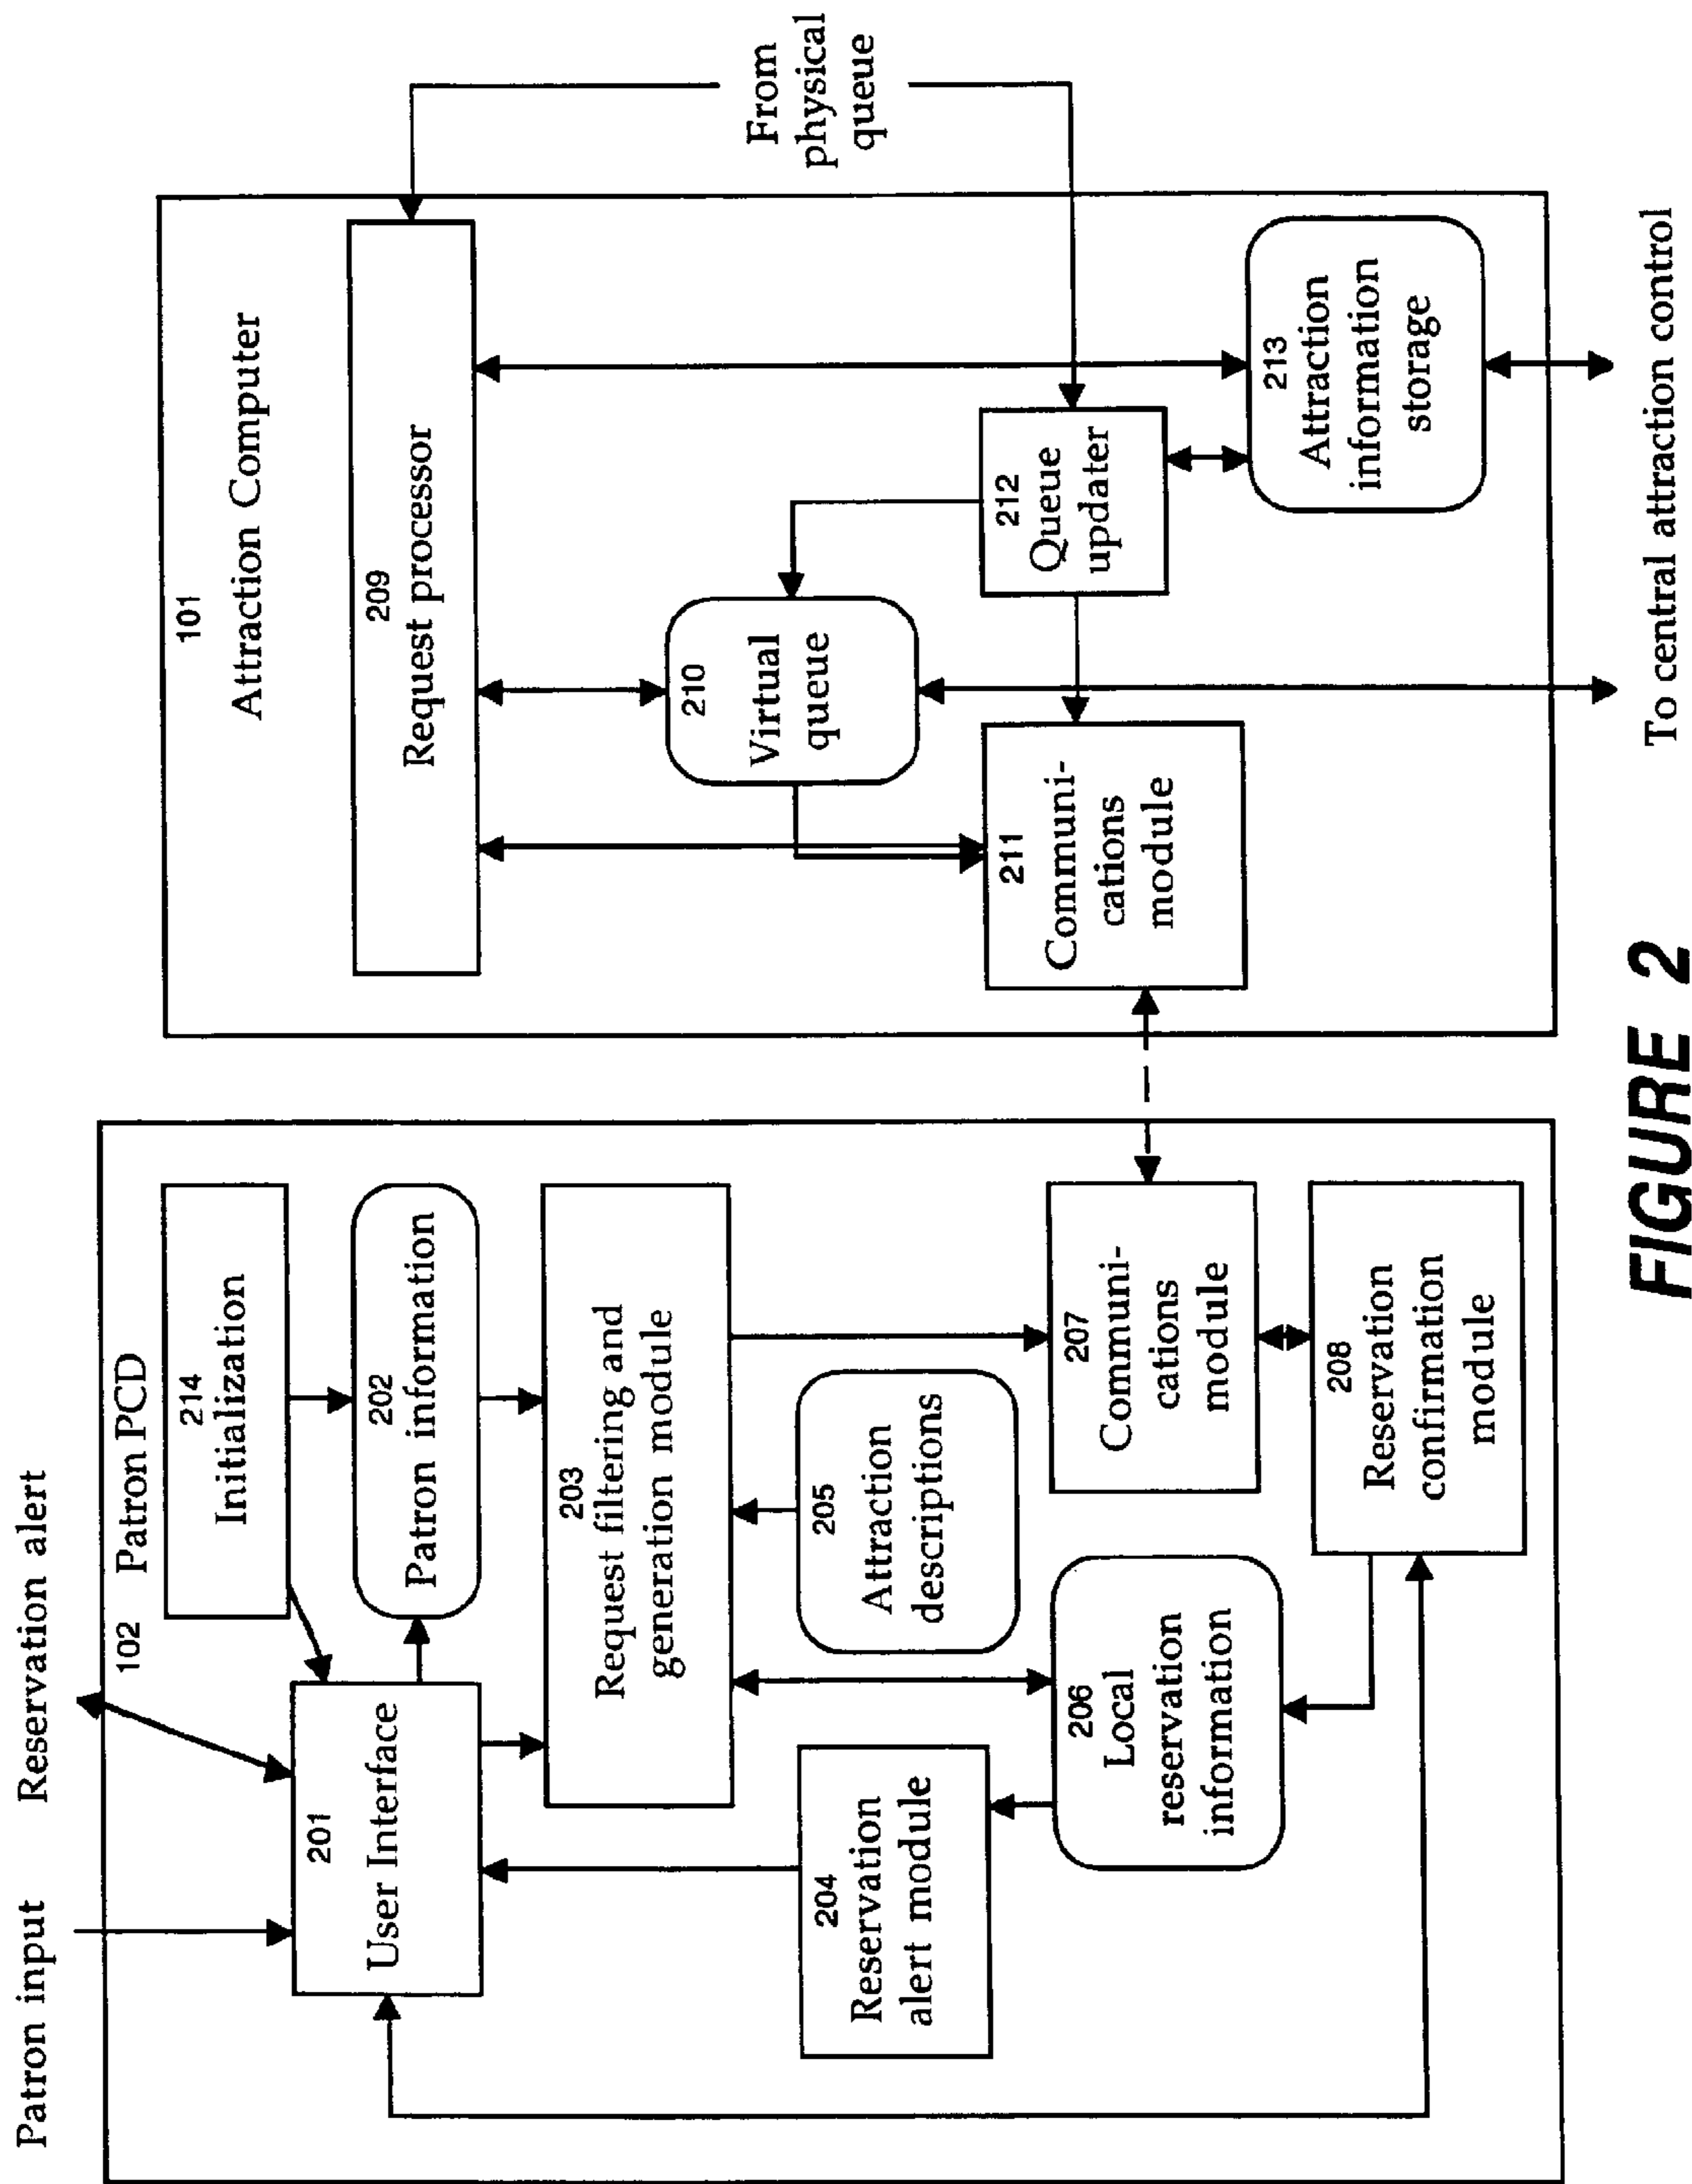 Patron input
Reservation alert
102
Patron PCD
214
Initialization
201
User Interface
202
Patron information
203
Request filtering and
generation module
204
Reservation
alert module
205
Attraction
descriptions
206
Local
reservation
information
207
Communi-
cations
module
208
Reservation
confirmation
module
101
Attraction Computer
209
Request processor
210
Virtual
queue
211
Communi-
cations
module
212
Queue
updater
213
Attraction
information
storage
From
physical
queue
To central attraction control
FIGURE 2